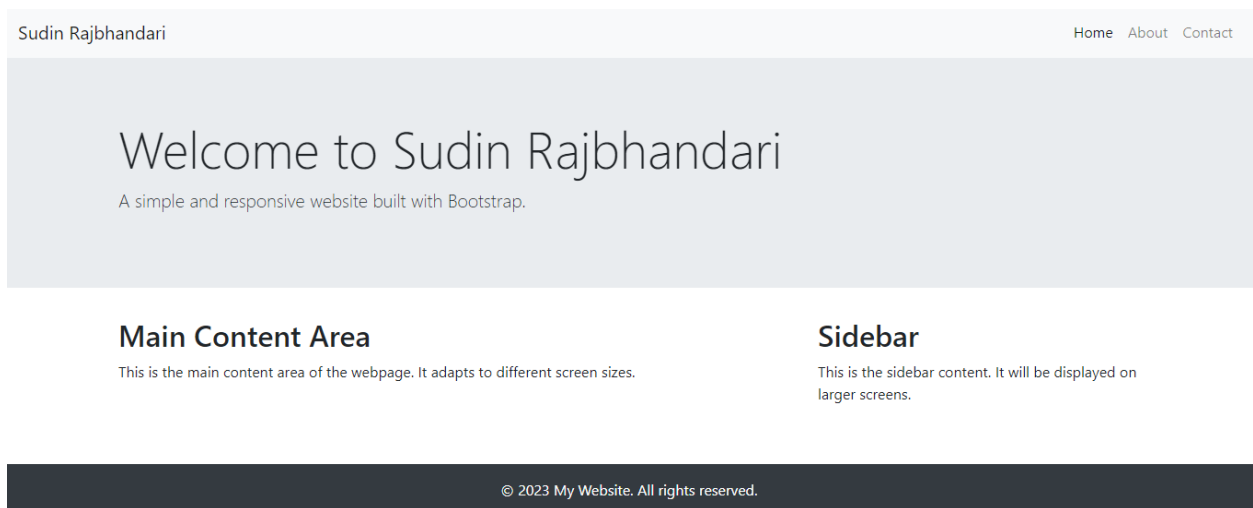 Sudin Rajbhandari
Home About Contact
Welcome to Sudin Rajbhandari
A simple and responsive website built with Bootstrap.
Main Content Area
This is the main content area of the webpage. It adapts to different screen sizes.
Sidebar
This is the sidebar content. It will be displayed on
larger screens.
© 2023 My Website. All rights reserved.